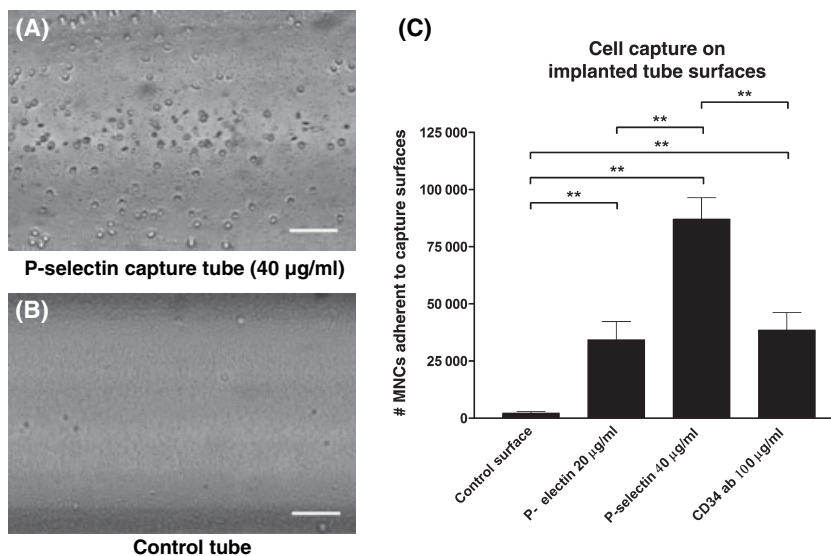 (A)
P-selectin capture tube (40 µg/ml)
(B)
Control tube
(C)
Cell capture on
implanted tube surfaces
# MNCs adherent to capture surfaces
125 000
100 000
75 000
50 000
25 000
0
**
**
**
**
**
Control surface
P- electin 20 µg/ml
P-selectin 40 µg/ml
CD34 ab 100 µg/ml